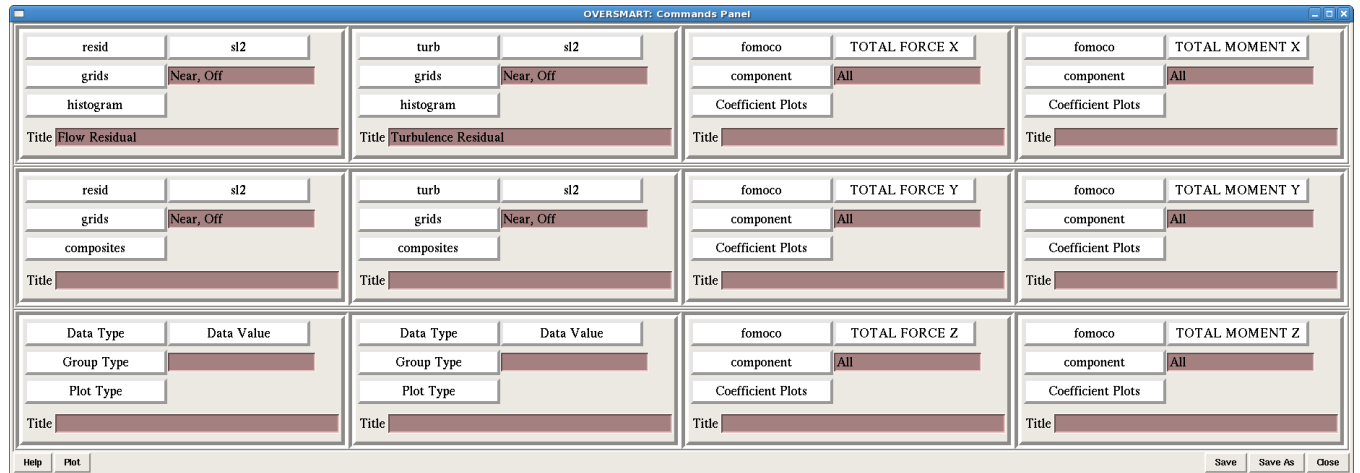 OVERSMART: Commands Panel
resid sl2 turb sl2 fomoco TOTAL FORCE X fomoco TOTAL MOMENT X
grids Near, Off grids Near, Off component All component All
histogram histogram Coefficient Plots Coefficient Plots
Title Flow Residual Title Turbulence Residual Title Title
resid sl2 turb sl2 fomoco TOTAL FORCE Y fomoco TOTAL MOMENT Y
grids Near, Off grids Near, Off component All component All
composites composites Coefficient Plots Coefficient Plots
Title Title Title Title
Data Type Data Value Data Type Data Value fomoco TOTAL FORCE Z fomoco TOTAL MOMENT Z
Group Type Group Type component All component All
Plot Type Plot Type Coefficient Plots Coefficient Plots
Title Title Title Title
Help Plot Save Save As Close